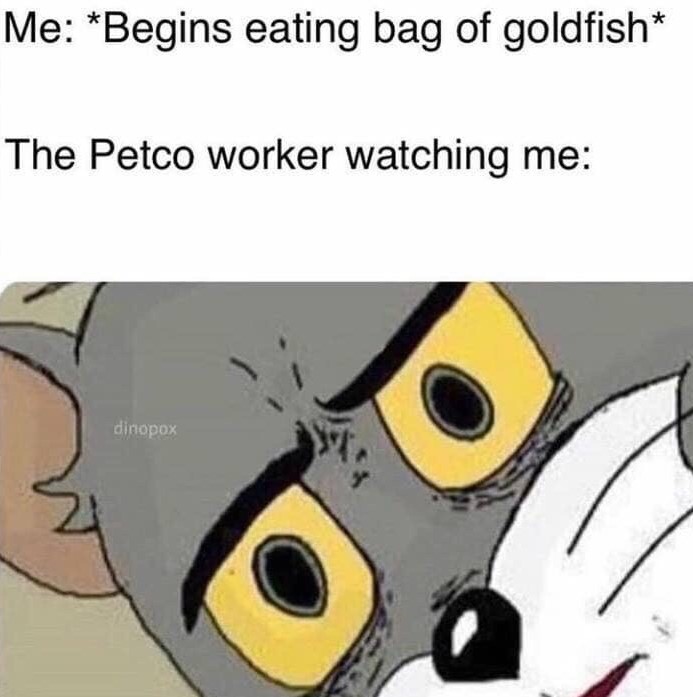 Me: *Begins eating bag of goldfish*
The Petco worker watching me:
dinopox